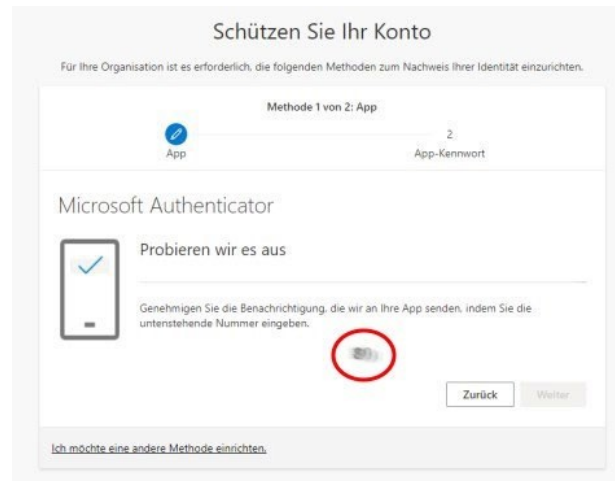 Schützen Sie Ihr Konto
Für Ihre Organisation ist es erforderlich, die folgenden Methoden zum Nachweis Ihrer Identität einzurichten.
Methode 1 von 2: App
App
2
App-Kennwort
Microsoft Authenticator
Probieren wir es aus
Genehmigen Sie die Benachrichtigung, die wir an Ihre App senden, indem Sie die
untenstehende Nummer eingeben.
Zurück
Weiter
Ich möchte eine andere Methode einrichten.